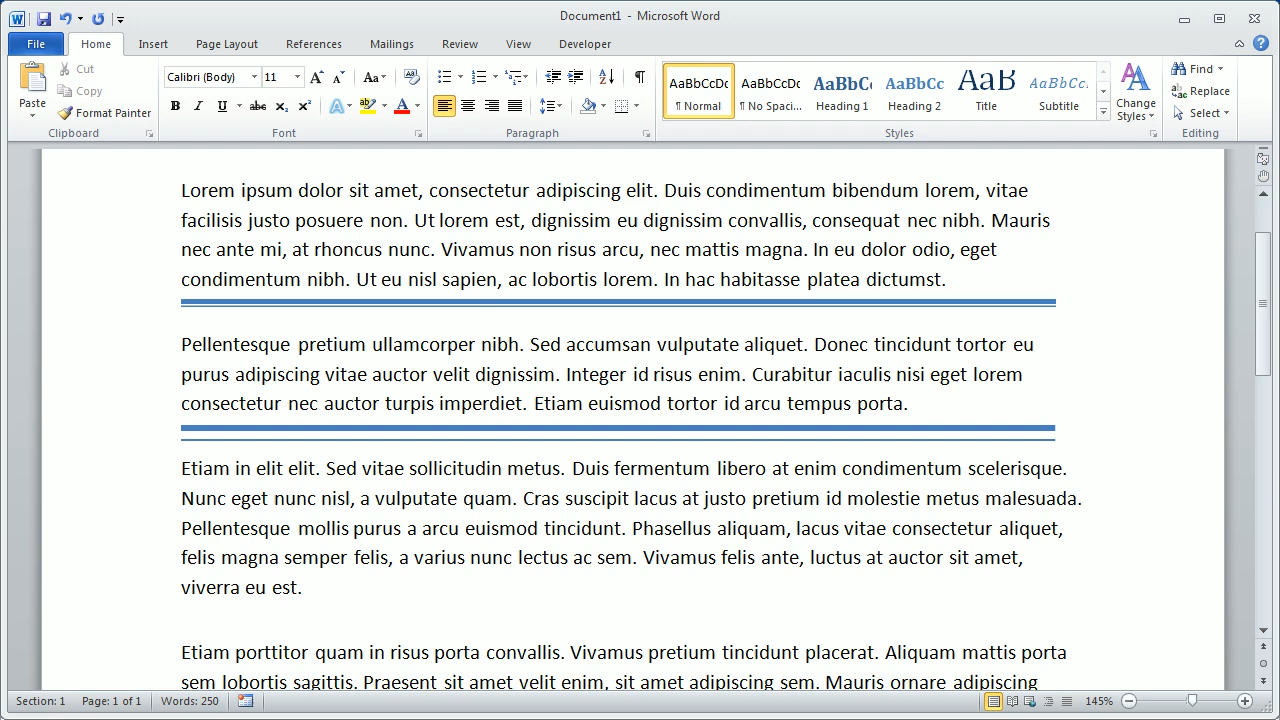 Document1 - Microsoft Word
File Home Insert Page Layout References Mailings Review View Developer
Paste
Cut
Copy
Format Painter
Clipboard
Calibri (Body) 11
Font
Paragraph
AaBbCcDc AaBbCcDc AaBbC AaBbCc AaB AaBbCc.
¶ Normal ¶ No Spaci... Heading 1 Heading 2 Title Subtitle
Change Styles
Styles
Find
Replace
Select
Editing
Lorem ipsum dolor sit amet, consectetur adipiscing elit. Duis condimentum bibendum lorem, vitae
facilisis justo posuere non. Ut lorem est, dignissim eu dignissim convallis, consequat nec nibh. Mauris
nec ante mi, at rhoncus nunc. Vivamus non risus arcu, nec mattis magna. In eu dolor odio, eget
condimentum nibh. Ut eu nisl sapien, ac lobortis lorem. In hac habitasse platea dictumst.
Pellentesque pretium ullamcorper nibh. Sed accumsan vulputate aliquet. Donec tincidunt tortor eu
purus adipiscing vitae auctor velit dignissim. Integer id risus enim. Curabitur iaculis nisi eget lorem
consectetur nec auctor turpis imperdiet. Etiam euismod tortor id arcu tempus porta.
Etiam in elit elit. Sed vitae sollicitudin metus. Duis fermentum libero at enim condimentum scelerisque.
Nunc eget nunc nisl, a vulputate quam. Cras suscipit lacus at justo pretium id molestie metus malesuada.
Pellentesque mollis purus a arcu euismod tincidunt. Phasellus aliquam, lacus vitae consectetur aliquet,
felis magna semper felis, a varius nunc lectus ac sem. Vivamus felis ante, luctus at auctor sit amet,
viverra eu est.
Etiam porttitor quam in risus porta convallis. Vivamus pretium tincidunt placerat. Aliquam mattis porta
sem lobortis sagittis. Praesent sit amet velit enim, sit amet adipiscing sem. Mauris ornare adipiscing
Section: 1 Page: 1 of 1 Words: 250 145%